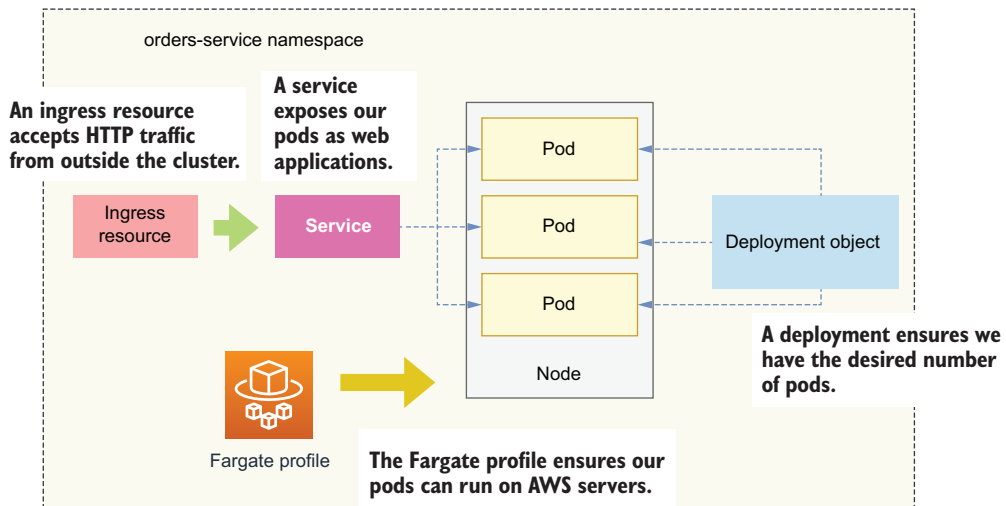 orders-service namespace
An ingress resource
accepts HTTP traffic
from outside the cluster.
A service
exposes our
pods as web
applications.
Ingress
resource
Service
Pod
Pod
Pod
Node
Deployment object
A deployment ensures we
have the desired number
of pods.
Fargate profile
The Fargate profile ensures our
pods can run on AWS servers.